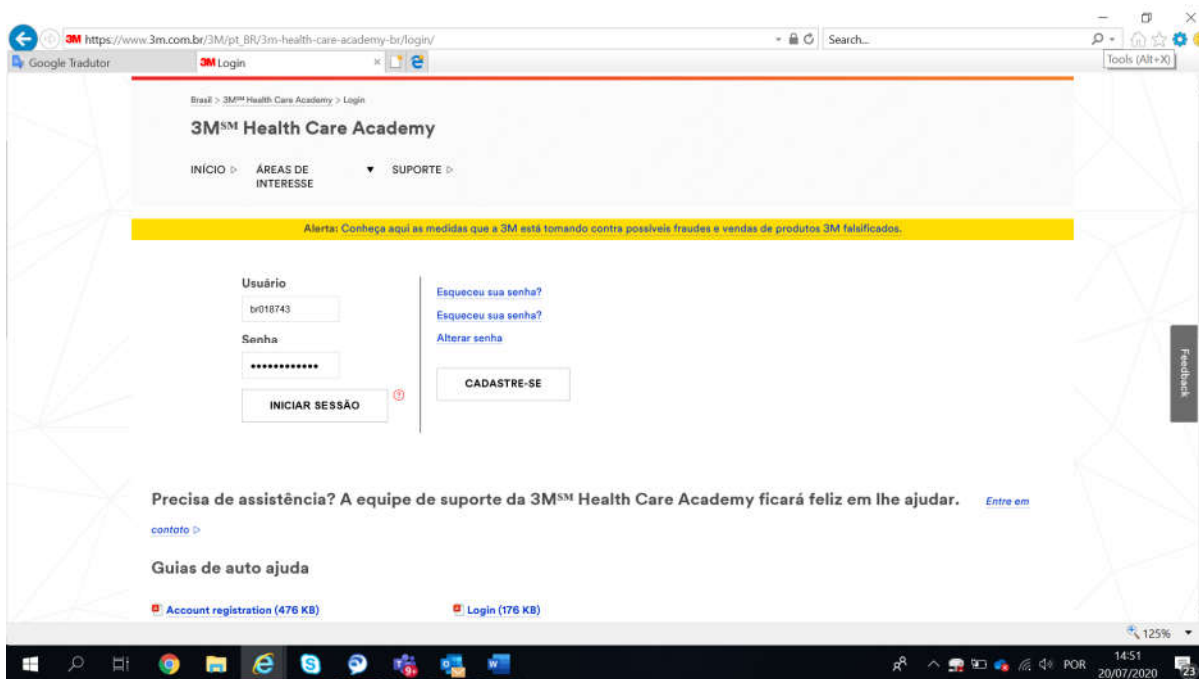 3M https://www.3m.com.br/3M/pt_BR/3m-health-care-academy-br/login/
Search...
Google Tradutor
3M Login
Tools (Alt+X)
Brasil > 3M℠ Health Care Academy > Login
3M℠ Health Care Academy
INÍCIO
ÁREAS DE
INTERESSE
SUPORTE
Alerta: Conheça aqui as medidas que a 3M está tomando contra possíveis fraudes e vendas de produtos 3M falsificados.
Usuário
br018743
Senha
INICIAR SESSÃO
Esqueceu sua senha?
Esqueceu sua senha?
Alterar senha
CADASTRE-SE
Feedback
Precisa de assistência? A equipe de suporte da 3M℠ Health Care Academy ficará feliz em lhe ajudar. Entre em
contato
Guias de auto ajuda
Account registration (476 KB)
Login (176 KB)
125%
9+
POR
14:51
20/07/2020
23